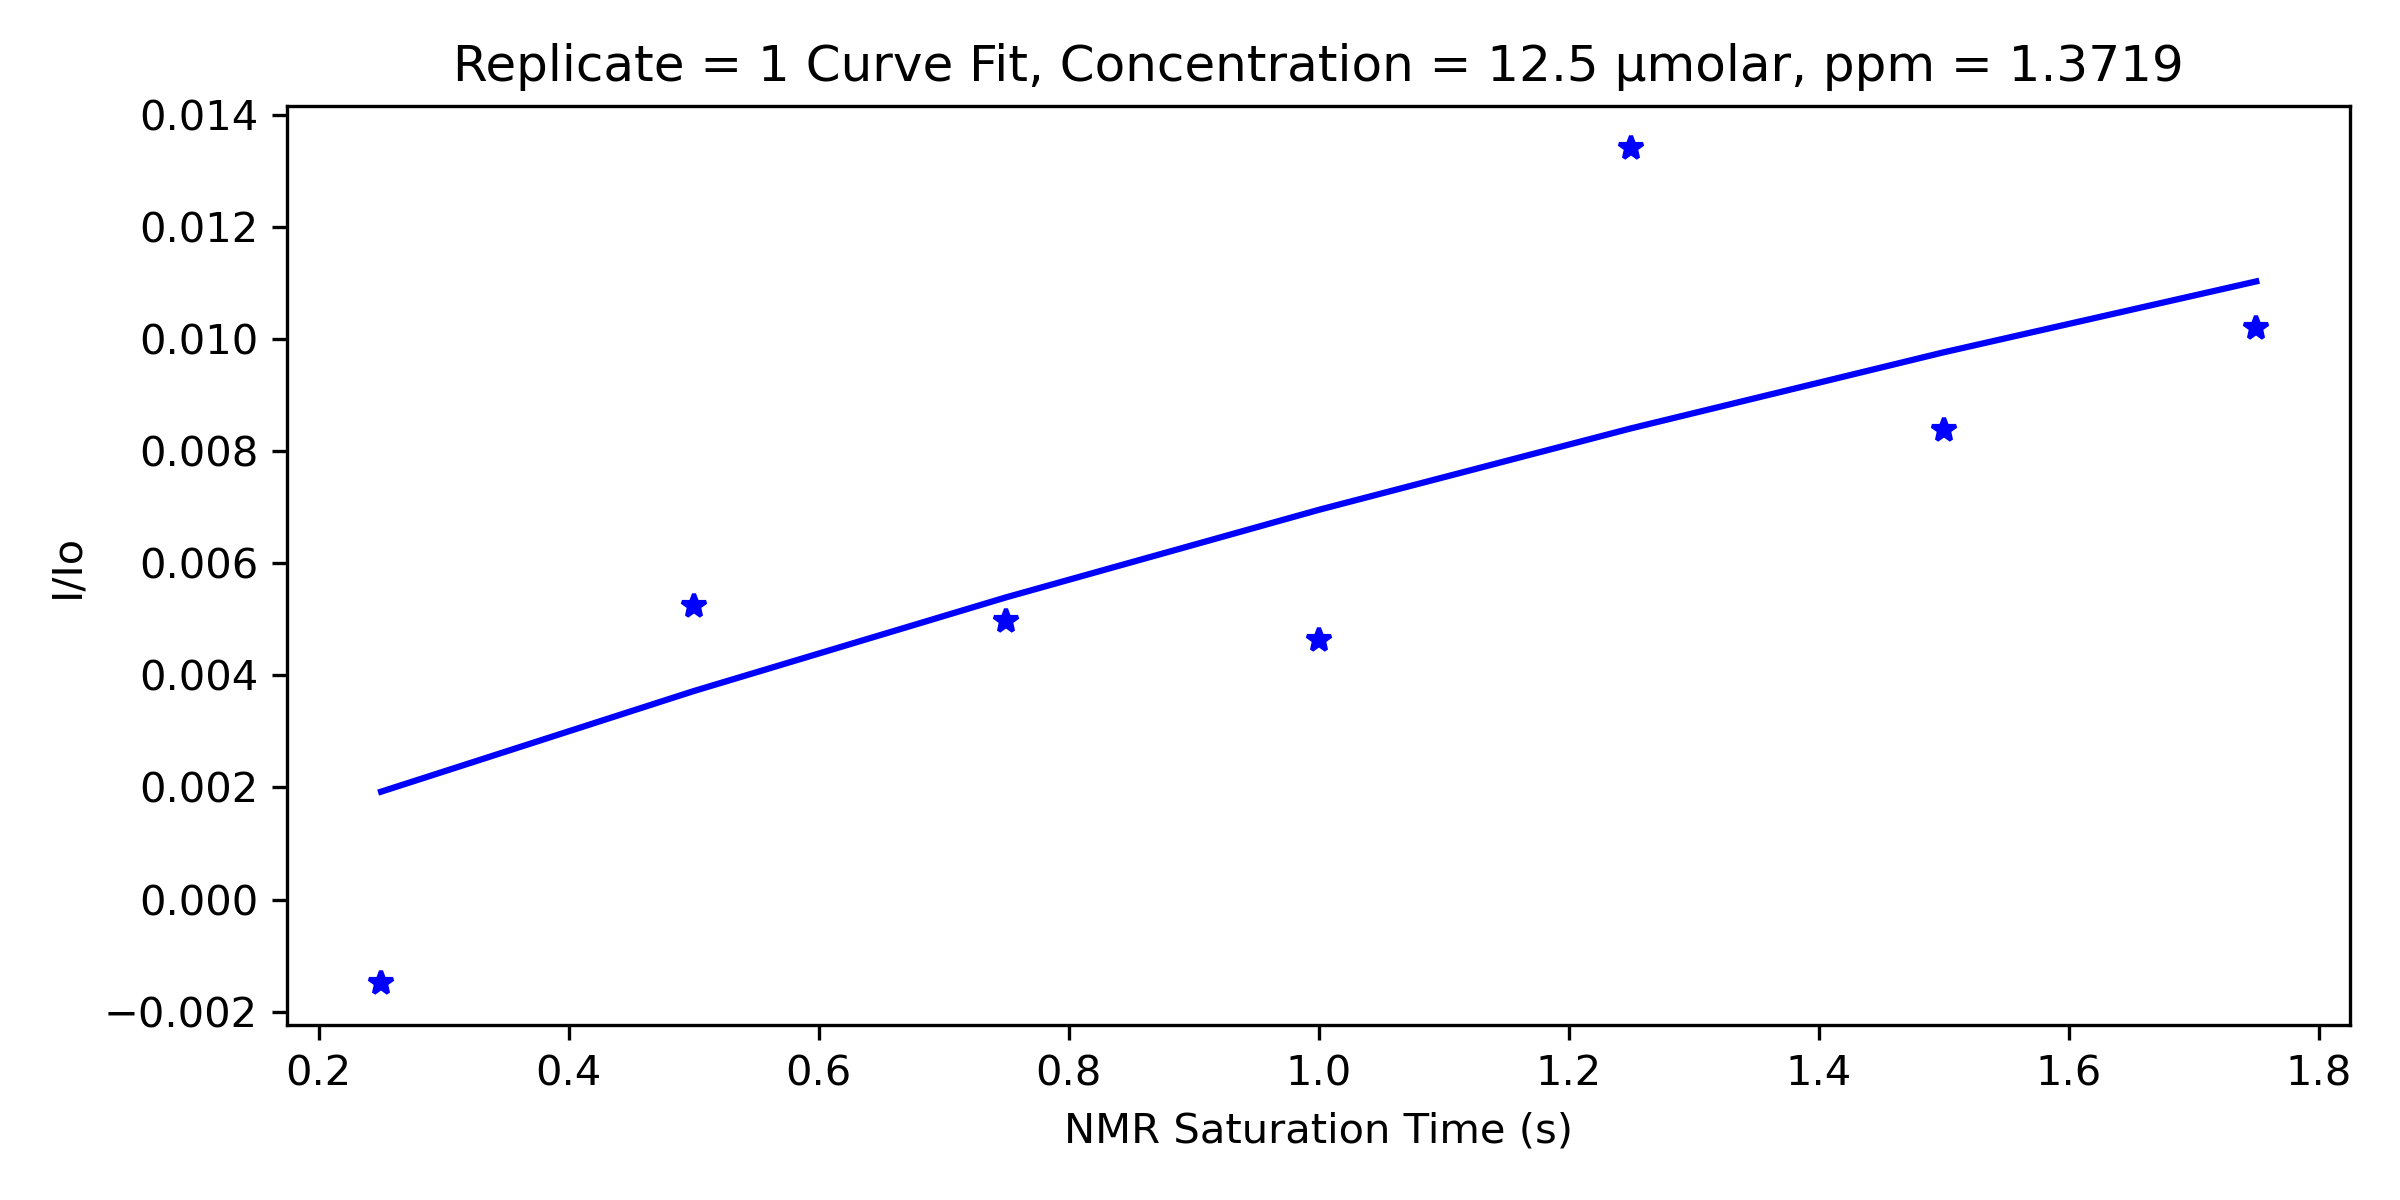 Replicate = 1 Curve Fit, Concentration = 12.5 µmolar, ppm = 1.3719
0.014
0.012
0.010
0.008
0.006
0.004
0.002
0.000
−0.002
I/Io
0.2 0.4 0.6 0.8 1.0 1.2 1.4 1.6 1.8
NMR Saturation Time (s)